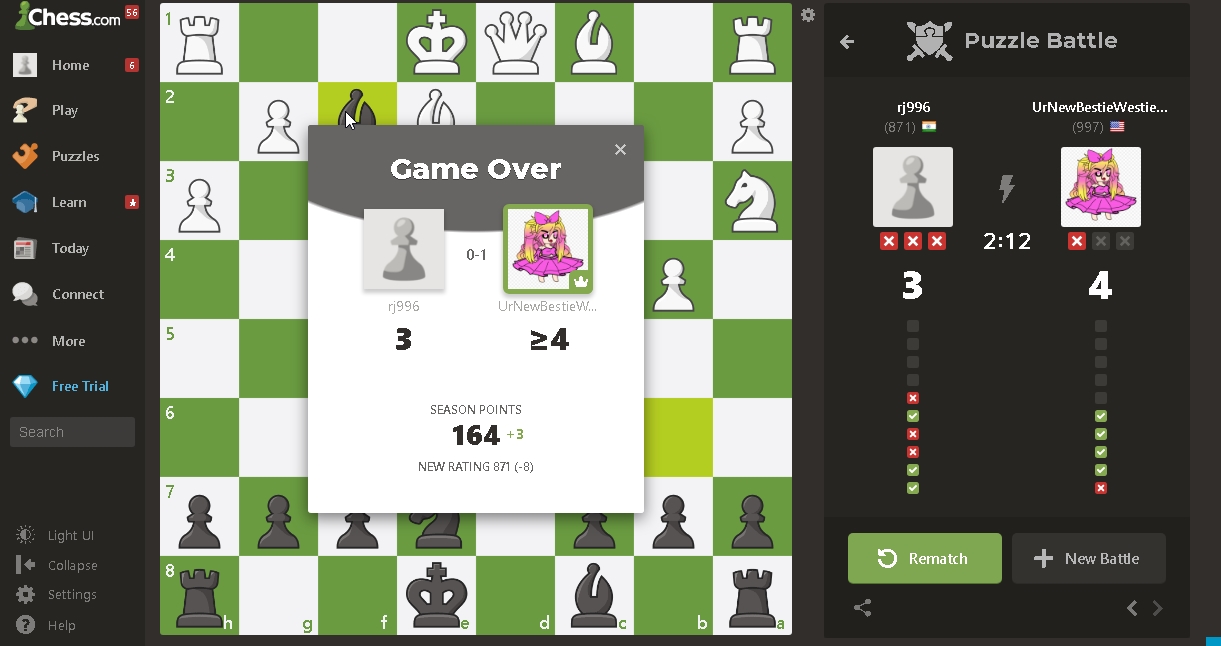 Chess.com 56
Home 6
Play
Puzzles
Learn
Today
Connect
More
Free Trial
Search
Light UI
Collapse
Settings
Help
1
2
3
4
5
6
7
8
h g f e d c b a
Game Over
0-1
rj996
UrNewBestieW...
3
≥4
SEASON POINTS
164 +3
NEW RATING 871 (-8)
Puzzle Battle
rj996
(871)
UrNewBestieWestie...
(997)
2:12
3
4
Rematch
New Battle